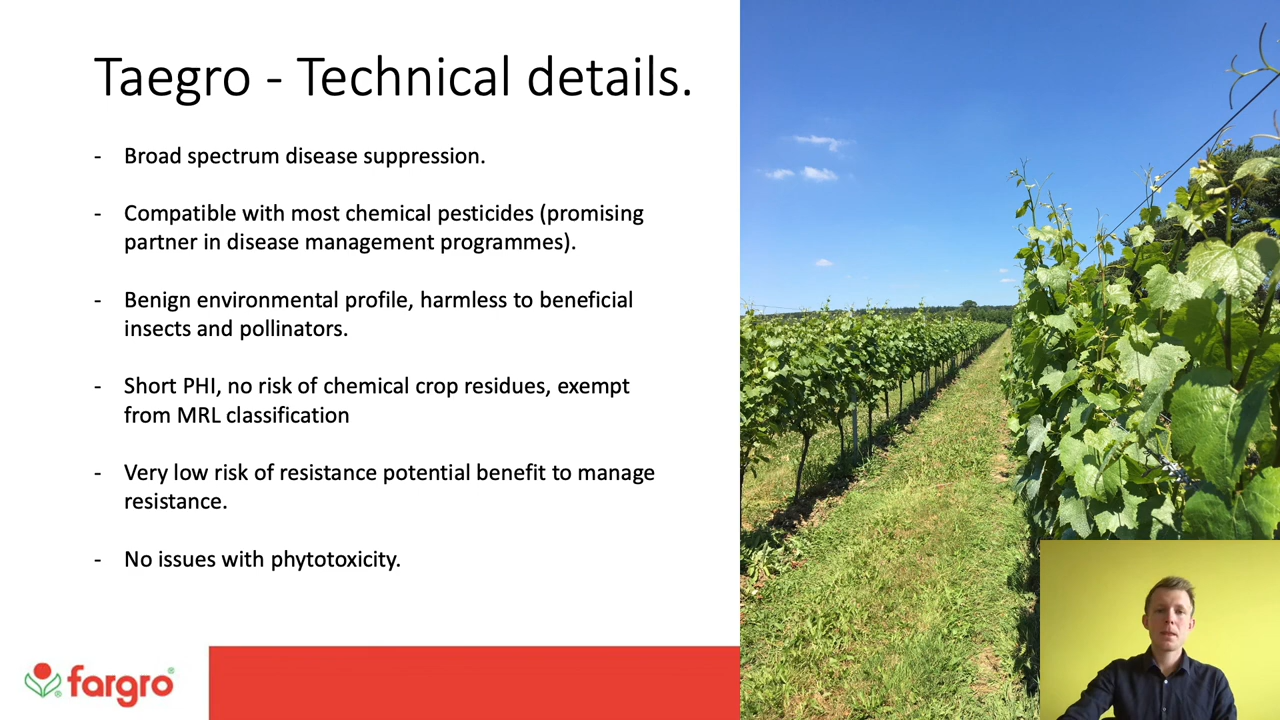 Taegro - Technical details.
- Broad spectrum disease suppression.
- Compatible with most chemical pesticides (promising
partner in disease management programmes).
- Benign environmental profile, harmless to beneficial
insects and pollinators.
- Short PHI, no risk of chemical crop residues, exempt
from MRL classification
- Very low risk of resistance potential benefit to manage
resistance.
- No issues with phytotoxicity.
fargro®